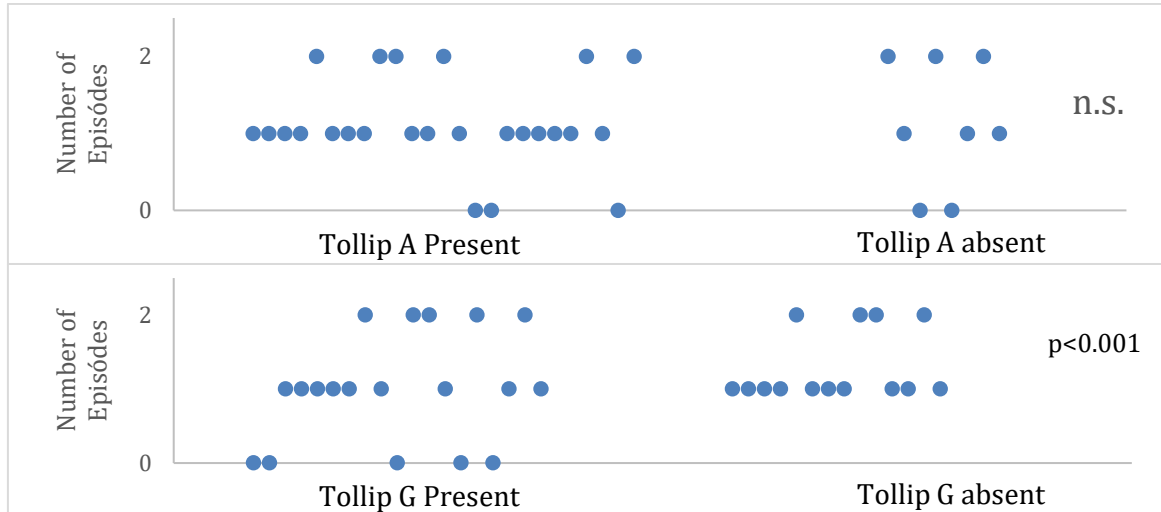 Number of
Episódes
2
0
n.s.
Tollip A Present
Tollip A absent
Number of
Episódes
2
0
p<0.001
Tollip G Present
Tollip G absent